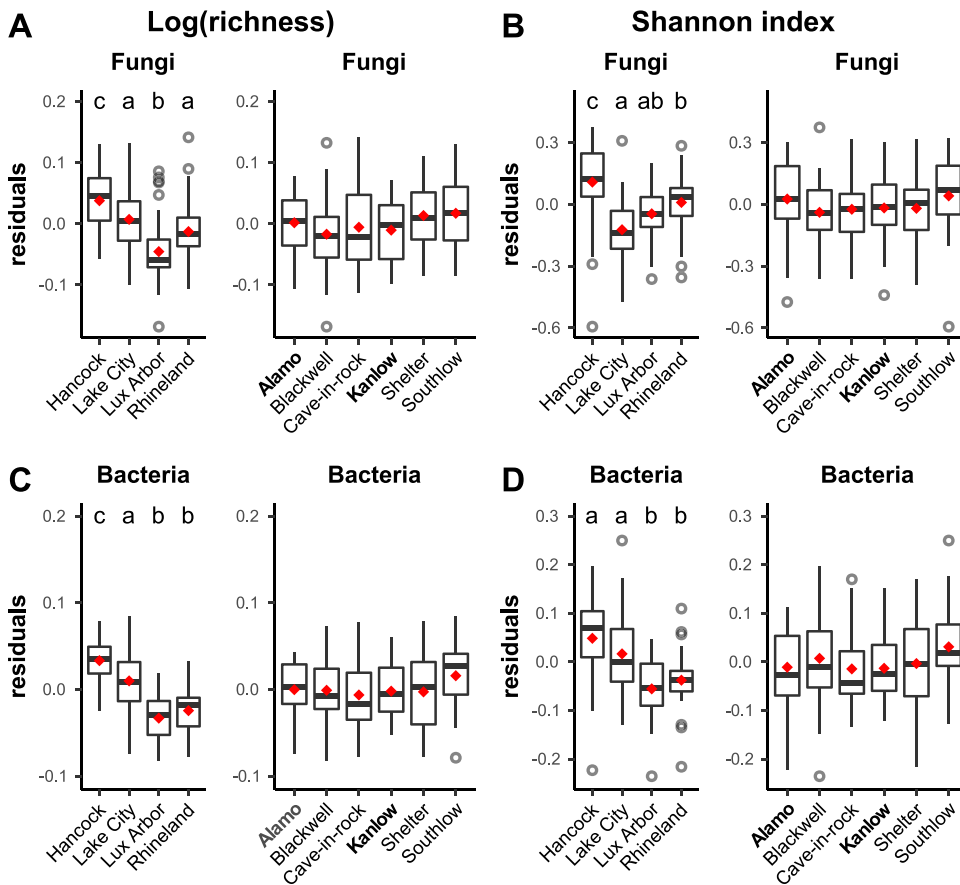 A Log(richness)
Fungi Fungi
residuals
0.2
0.1
0.0
-0.1
c a b a
Hancock
Lake City
Lux Arbor
Rhineland
0.2
0.1
0.0
-0.1
Alamo
Blackwell
Cave-in-rock
Kanlow
Shelter
Southlow
B Shannon index
Fungi Fungi
residuals
0.3
0.0
-0.3
-0.6
c a ab b
Hancock
Lake City
Lux Arbor
Rhineland
0.3
0.0
-0.3
-0.6
Alamo
Blackwell
Cave-in-rock
Kanlow
Shelter
Southlow
C Bacteria Bacteria
residuals
0.2
0.1
0.0
-0.1
c a b b
Hancock
Lake City
Lux Arbor
Rhineland
0.2
0.1
0.0
-0.1
Alamo
Blackwell
Cave-in-rock
Kanlow
Shelter
Southlow
D Bacteria Bacteria
residuals
0.3
0.2
0.1
0.0
-0.1
-0.2
a a b b
Hancock
Lake City
Lux Arbor
Rhineland
0.3
0.2
0.1
0.0
-0.1
-0.2
Alamo
Blackwell
Cave-in-rock
Kanlow
Shelter
Southlow